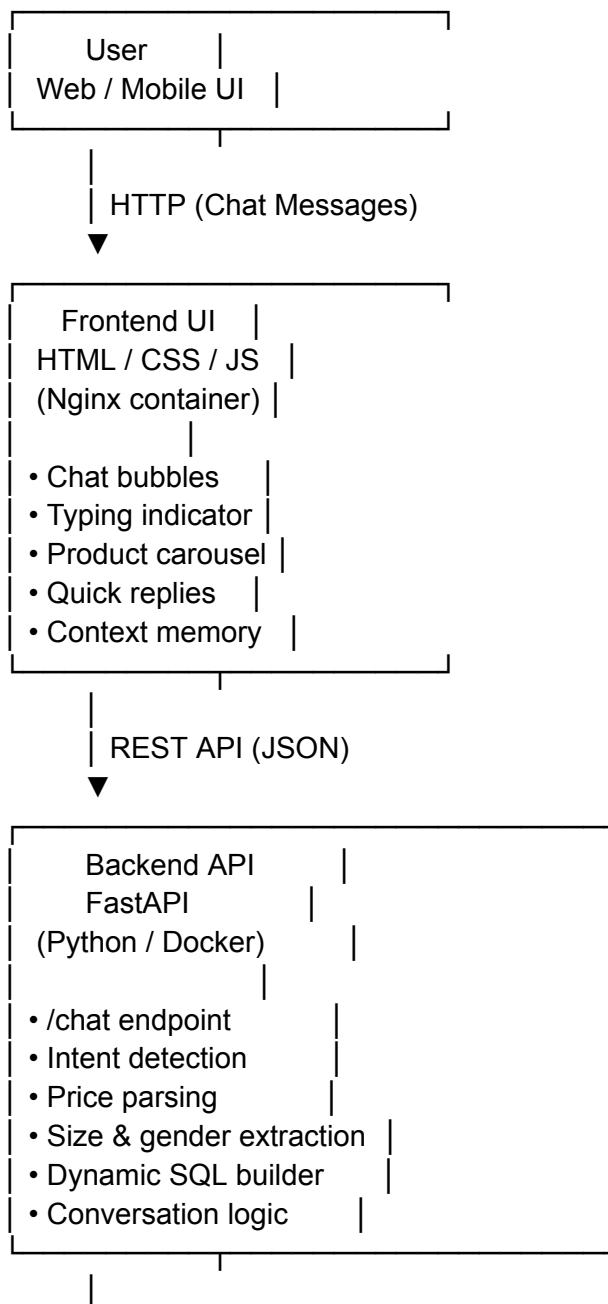 User
Web / Mobile UI
HTTP (Chat Messages)
▼
Frontend UI
HTML / CSS / JS
(Nginx container)
• Chat bubbles
• Typing indicator
• Product carousel
• Quick replies
• Context memory
REST API (JSON)
▼
Backend API
FastAPI
(Python / Docker)
• /chat endpoint
• Intent detection
• Price parsing
• Size & gender extraction
• Dynamic SQL builder
• Conversation logic